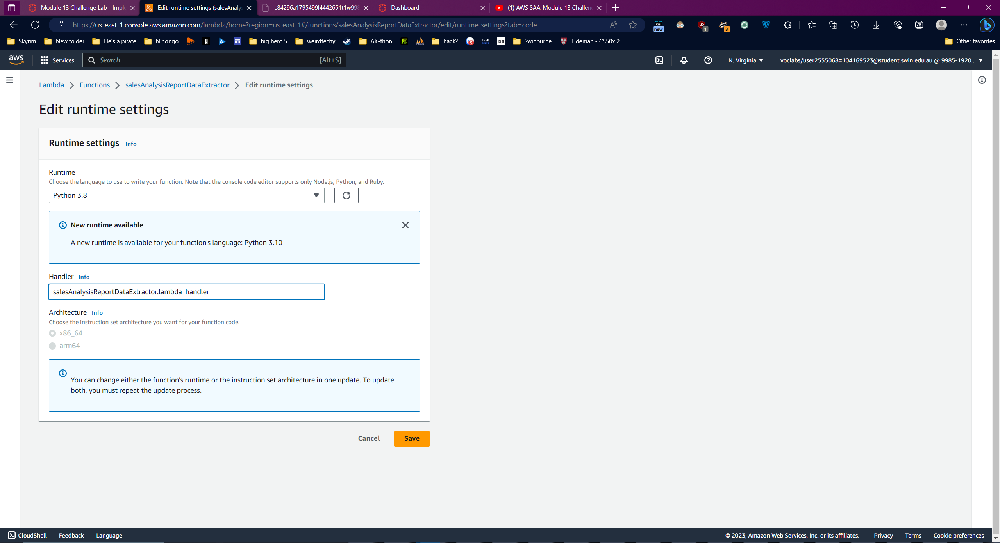 Module 13 Challenge Lab - Imple
Edit runtime settings (salesAnaly
c84296a1795499l4442651t1w998
Dashboard
(1) AWS SAA-Module 13 Challen
https://us-east-1.console.aws.amazon.com/lambda/home?region=us-east-1#/functions/salesAnalysisReportDataExtractor/edit/runtime-settings?tab=code
new
1
3
Skyrim
New folder
He's a pirate
Nihongo
big hero 5
weirdtechy
AK-thon
hack?
DS
Swinburne
Tideman - CS50x 2...
Other favorites
aws
Services
Search
[Alt+S]
N. Virginia
voclabs/user2555068=104169523@student.swin.edu.au @ 9985-1920...
Lambda
Functions
salesAnalysisReportDataExtractor
Edit runtime settings
Edit runtime settings
Runtime settings Info
Runtime
Choose the language to use to write your function. Note that the console code editor supports only Node.js, Python, and Ruby.
Python 3.8
New runtime available
A new runtime is available for your function's language: Python 3.10
Handler Info
salesAnalysisReportDataExtractor.lambda_handler
Architecture Info
Choose the instruction set architecture you want for your function code.
x86_64
arm64
You can change either the function's runtime or the instruction set architecture in one update. To update
both, you must repeat the update process.
Cancel
Save
CloudShell
Feedback
Language
© 2023, Amazon Web Services, Inc. or its affiliates.
Privacy
Terms
Cookie preferences